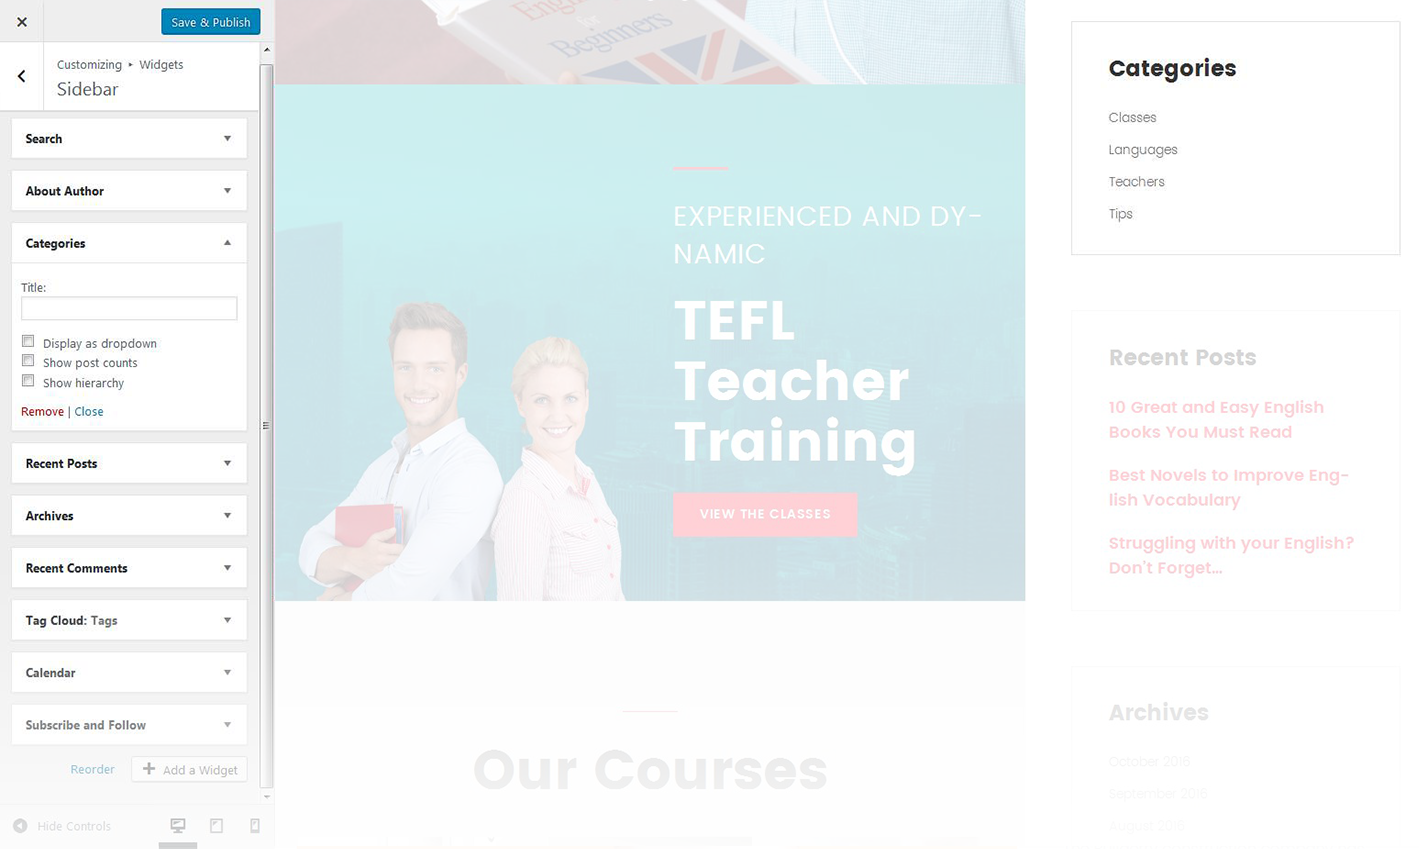 Save & Publish
Customizing ▸ Widgets
Sidebar
Search
About Author
Categories
Title:
Display as dropdown
Show post counts
Show hierarchy
Remove | Close
Recent Posts
Archives
Recent Comments
Tag Cloud: Tags
Calendar
Subscribe and Follow
Reorder
Add a Widget
Hide Controls
English
for
Beginners
EXPERIENCED AND DY-
NAMIC
TEFL
Teacher
Training
VIEW THE CLASSES
Our Courses
Categories
Classes
Languages
Teachers
Tips
Recent Posts
10 Great and Easy English
Books You Must Read
Best Novels to Improve Eng-
lish Vocabulary
Struggling with your English?
Don't Forget...
Archives
October 2016
September 2016
August 2016